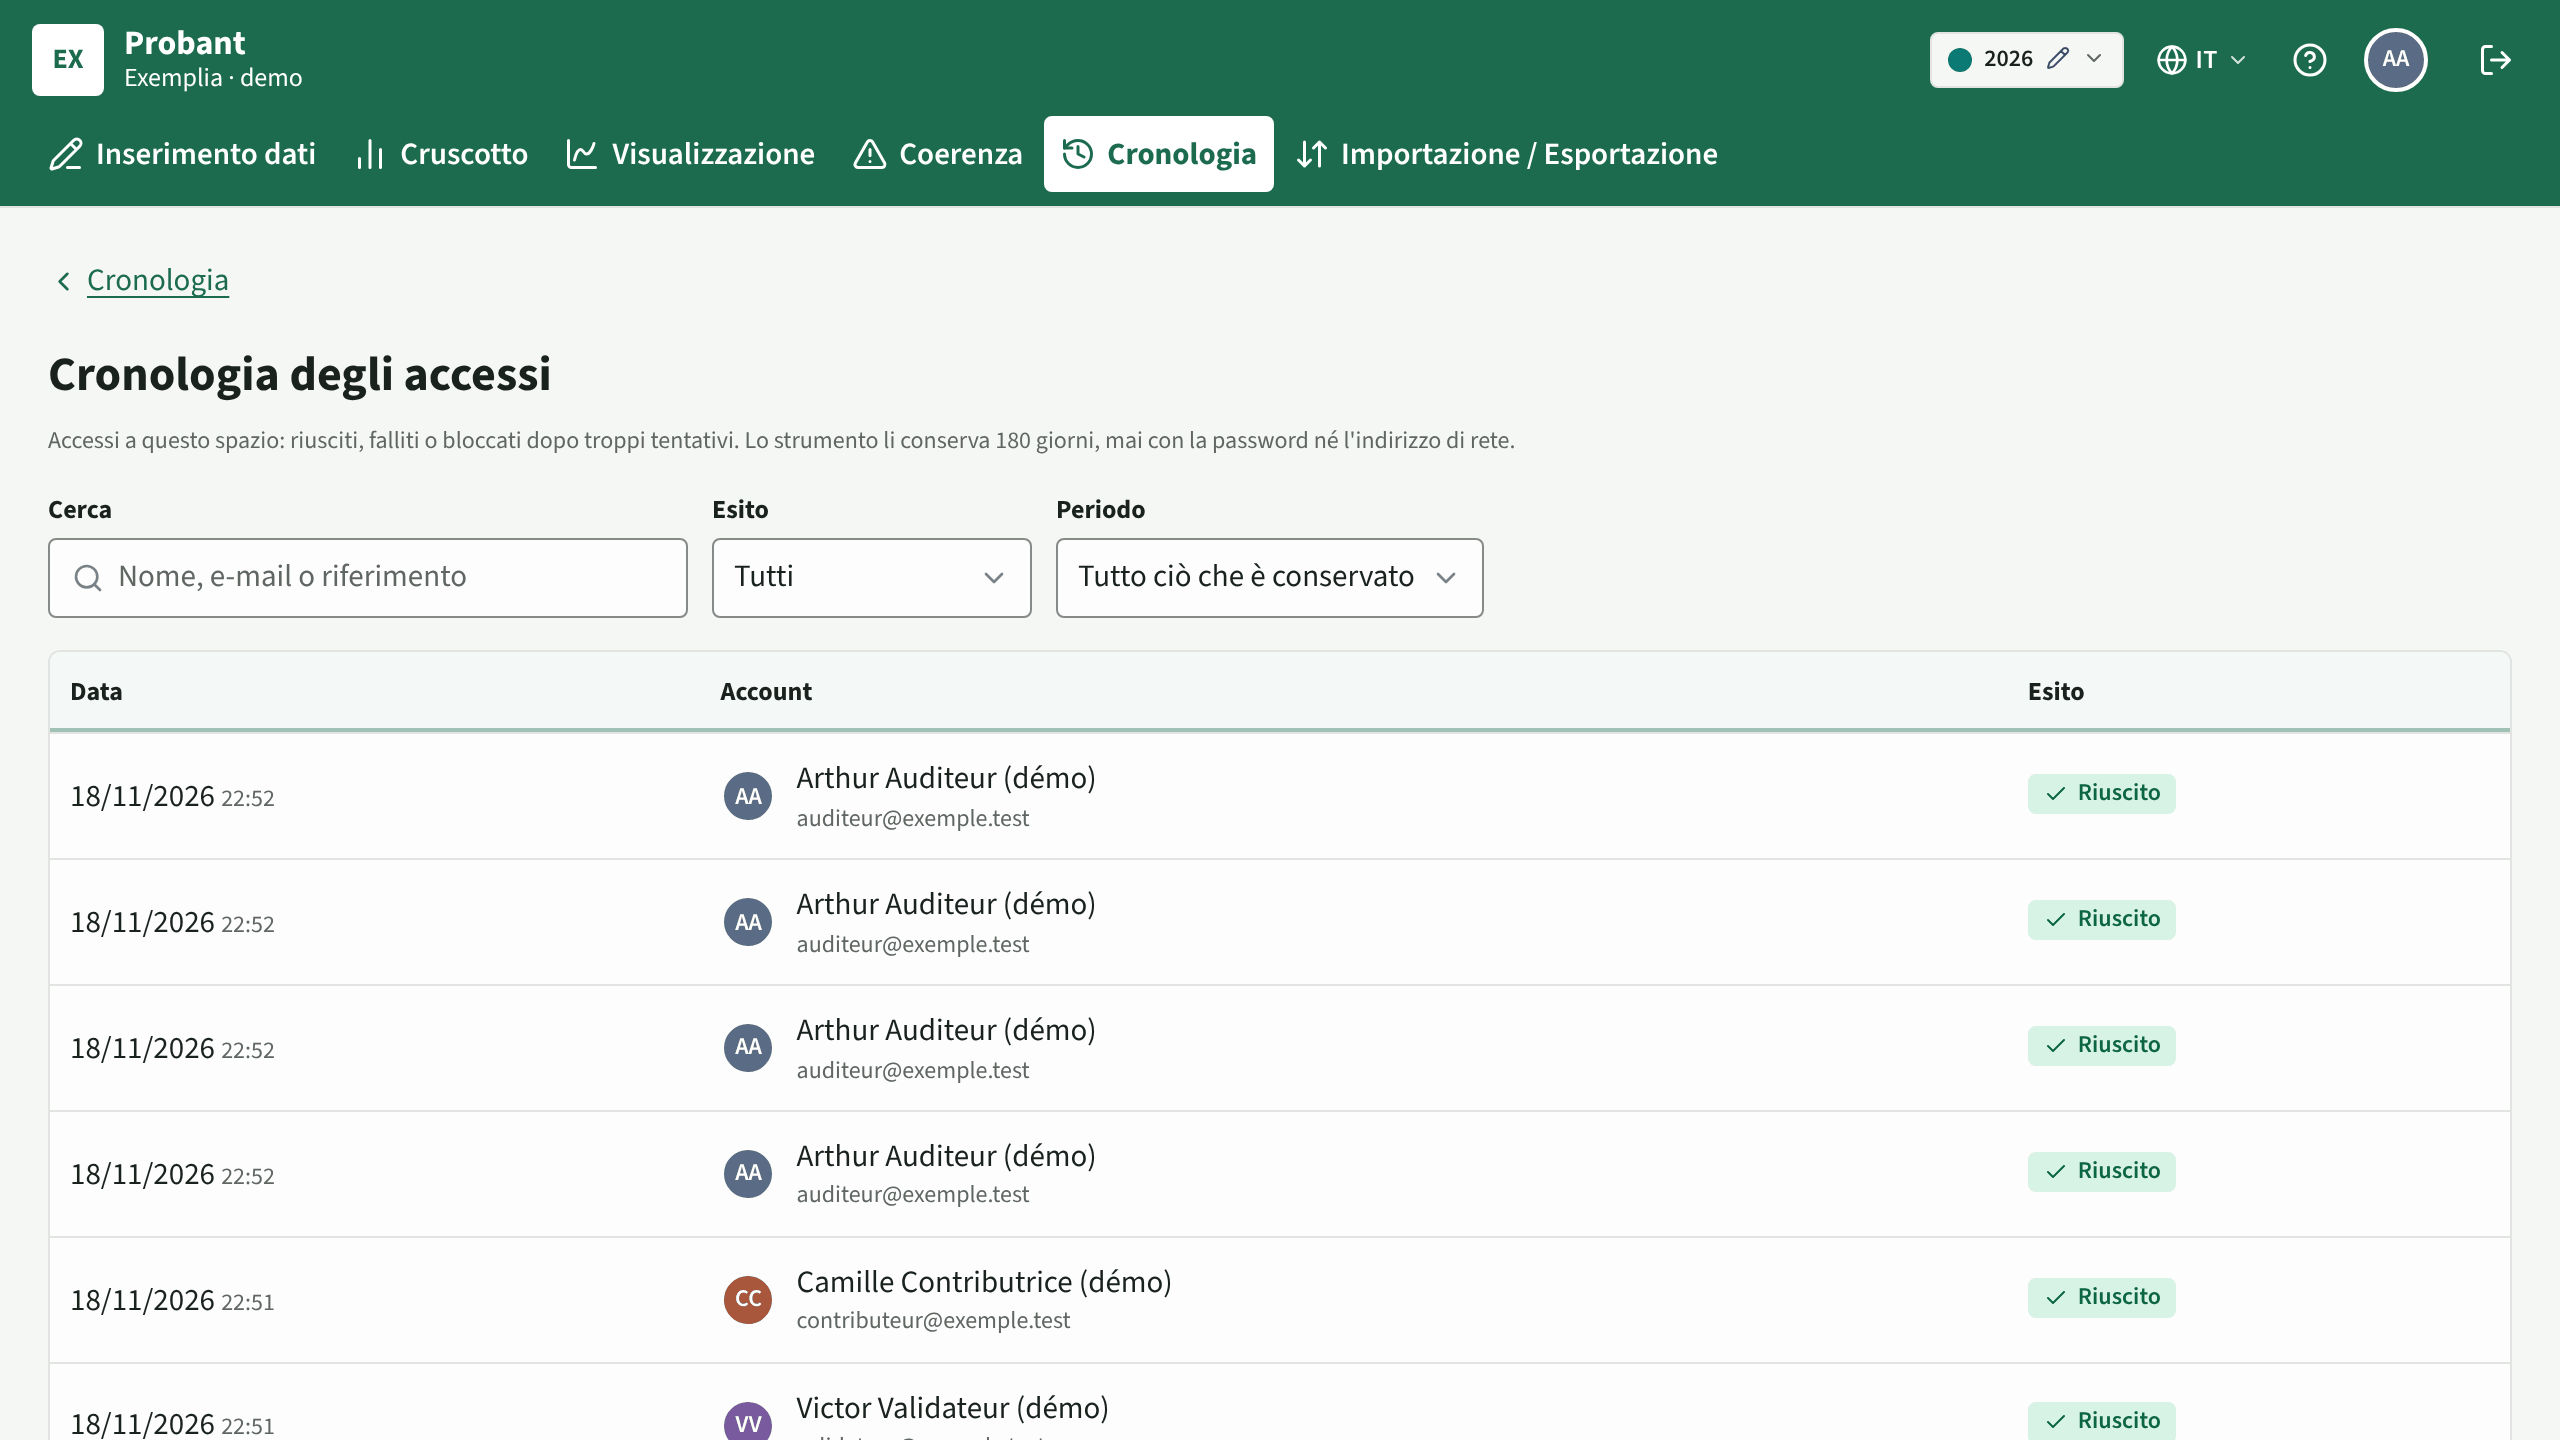 EX
Probant
Exemplia · demo
2026
IT
AA
Inserimento dati
Cruscotto
Visualizzazione
Coerenza
Cronologia
Importazione / Esportazione
Cronologia
Cronologia degli accessi
Accessi a questo spazio: riusciti, falliti o bloccati dopo troppi tentativi. Lo strumento li conserva 180 giorni, mai con la password né l'indirizzo di rete.
Cerca
Esito
Periodo
Nome, e-mail o riferimento
Tutti
Tutto ciò che è conservato
Data
Account
Esito
18/11/2026 22:52
AA
Arthur Auditeur (démo)
auditeur@exemple.test
Riuscito
18/11/2026 22:52
AA
Arthur Auditeur (démo)
auditeur@exemple.test
Riuscito
18/11/2026 22:52
AA
Arthur Auditeur (démo)
auditeur@exemple.test
Riuscito
18/11/2026 22:52
AA
Arthur Auditeur (démo)
auditeur@exemple.test
Riuscito
18/11/2026 22:51
CC
Camille Contributrice (démo)
contributeur@exemple.test
Riuscito
18/11/2026 22:51
VV
Victor Validateur (démo)
Riuscito